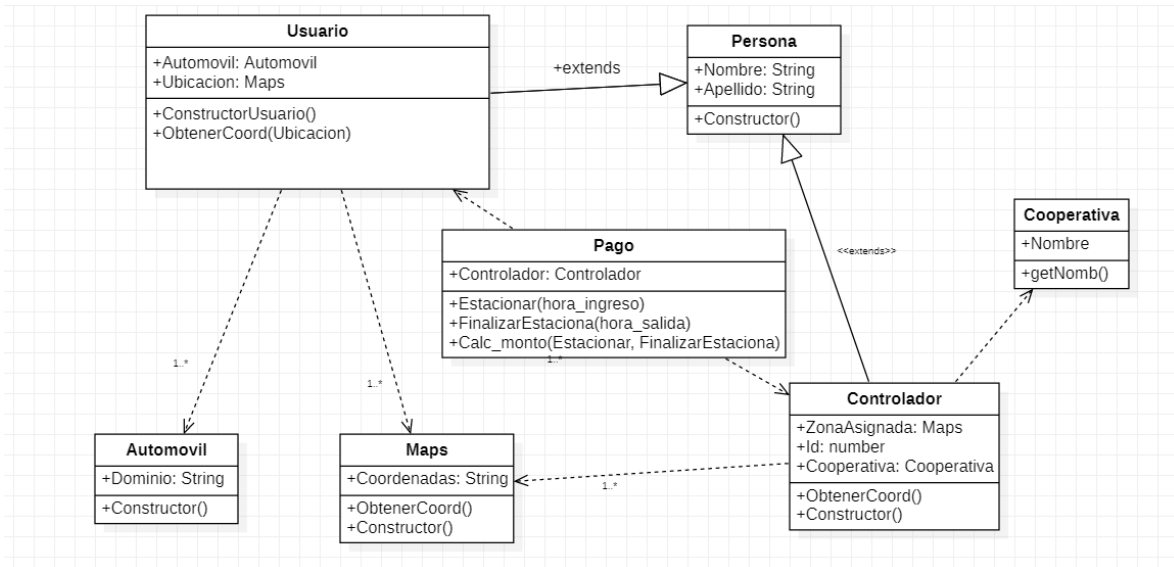 Usuario
+Automovil: Automovil
+Ubicacion: Maps
+ConstructorUsuario()
+ObtenerCoord(Ubicacion)
+extends
Persona
+Nombre: String
+Apellido: String
+Constructor()
<<extends>>
Cooperativa
+Nombre
+getNomb()
Pago
+Controlador: Controlador
+Estacionar(hora_ingreso)
+FinalizarEstaciona(hora_salida)
+Calc_monto(Estacionar, FinalizarEstaciona)
1..*
1..*
1..*
Automovil
+Dominio: String
+Constructor()
Maps
+Coordenadas: String
+ObtenerCoord()
+Constructor()
1..*
Controlador
+ZonaAsignada: Maps
+Id: number
+Cooperativa: Cooperativa
+ObtenerCoord()
+Constructor()